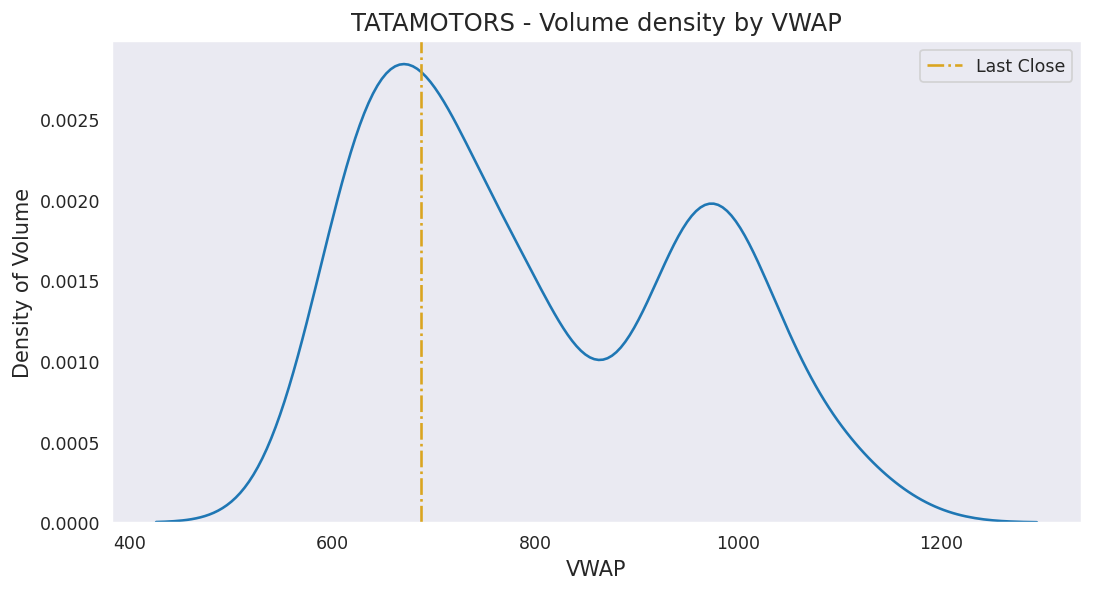 TATAMOTORS - Volume density by VWAP
Last Close
Density of Volume
0.0025
0.0020
0.0015
0.0010
0.0005
0.0000
400 600 800 1000 1200
VWAP